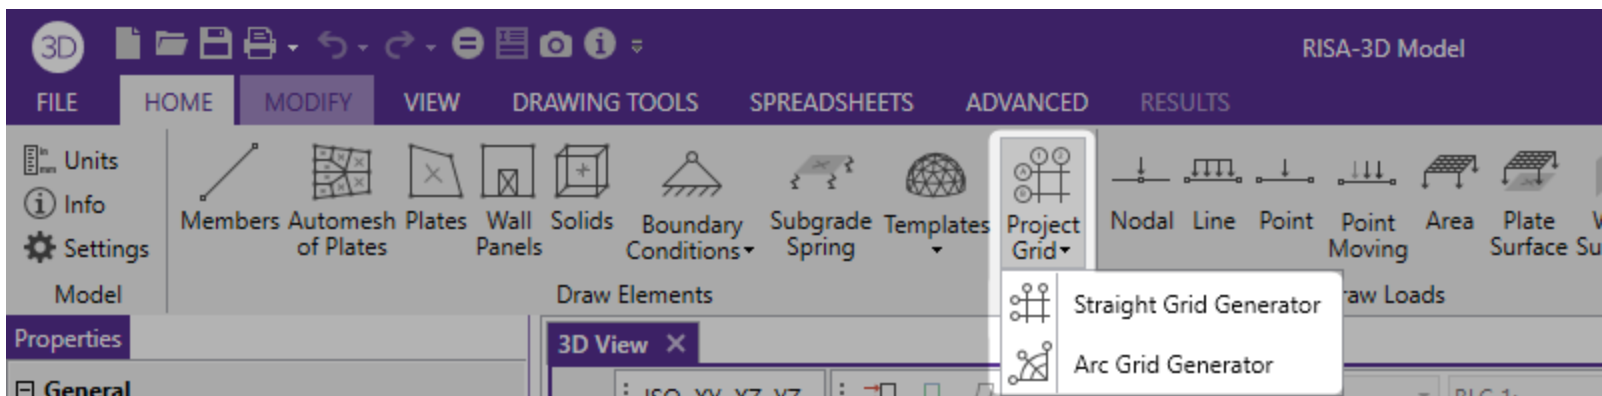 3D
RISA-3D Model
FILE HOME MODIFY VIEW DRAWING TOOLS SPREADSHEETS ADVANCED RESULTS
Units
Info
Settings
Model
Members
Automesh
of Plates
Plates
Wall
Panels
Solids
Boundary
Conditions
Subgrade
Spring
Templates
Draw Elements
Project
Grid
Straight Grid Generator
Arc Grid Generator
Nodal
Line
Point
Point
Moving
Area
Plate
Surface
raw Loads
Properties
General
3D View